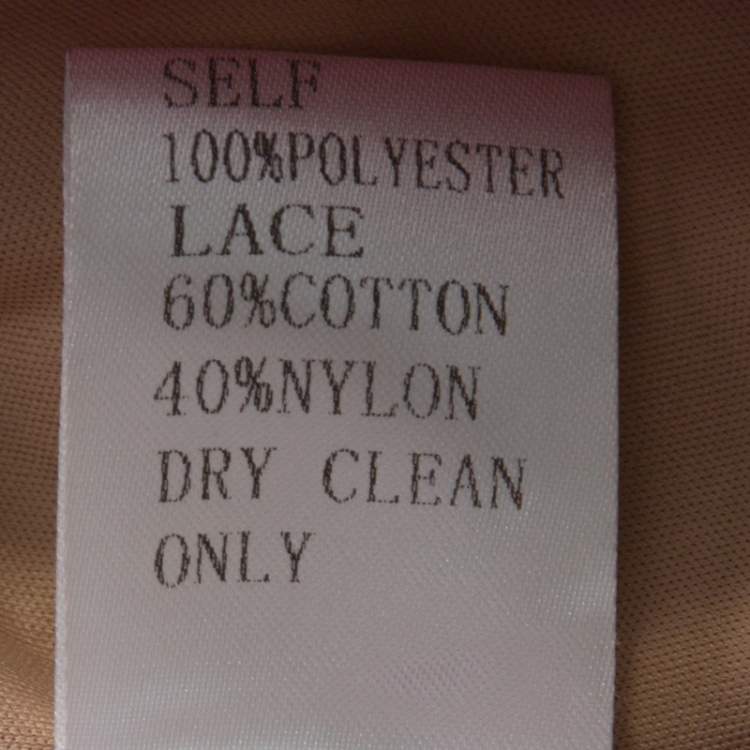 SELF
100%POLYESTER
LACE
60%COTTON
40%NYLON
DRY CLEAN
ONLY